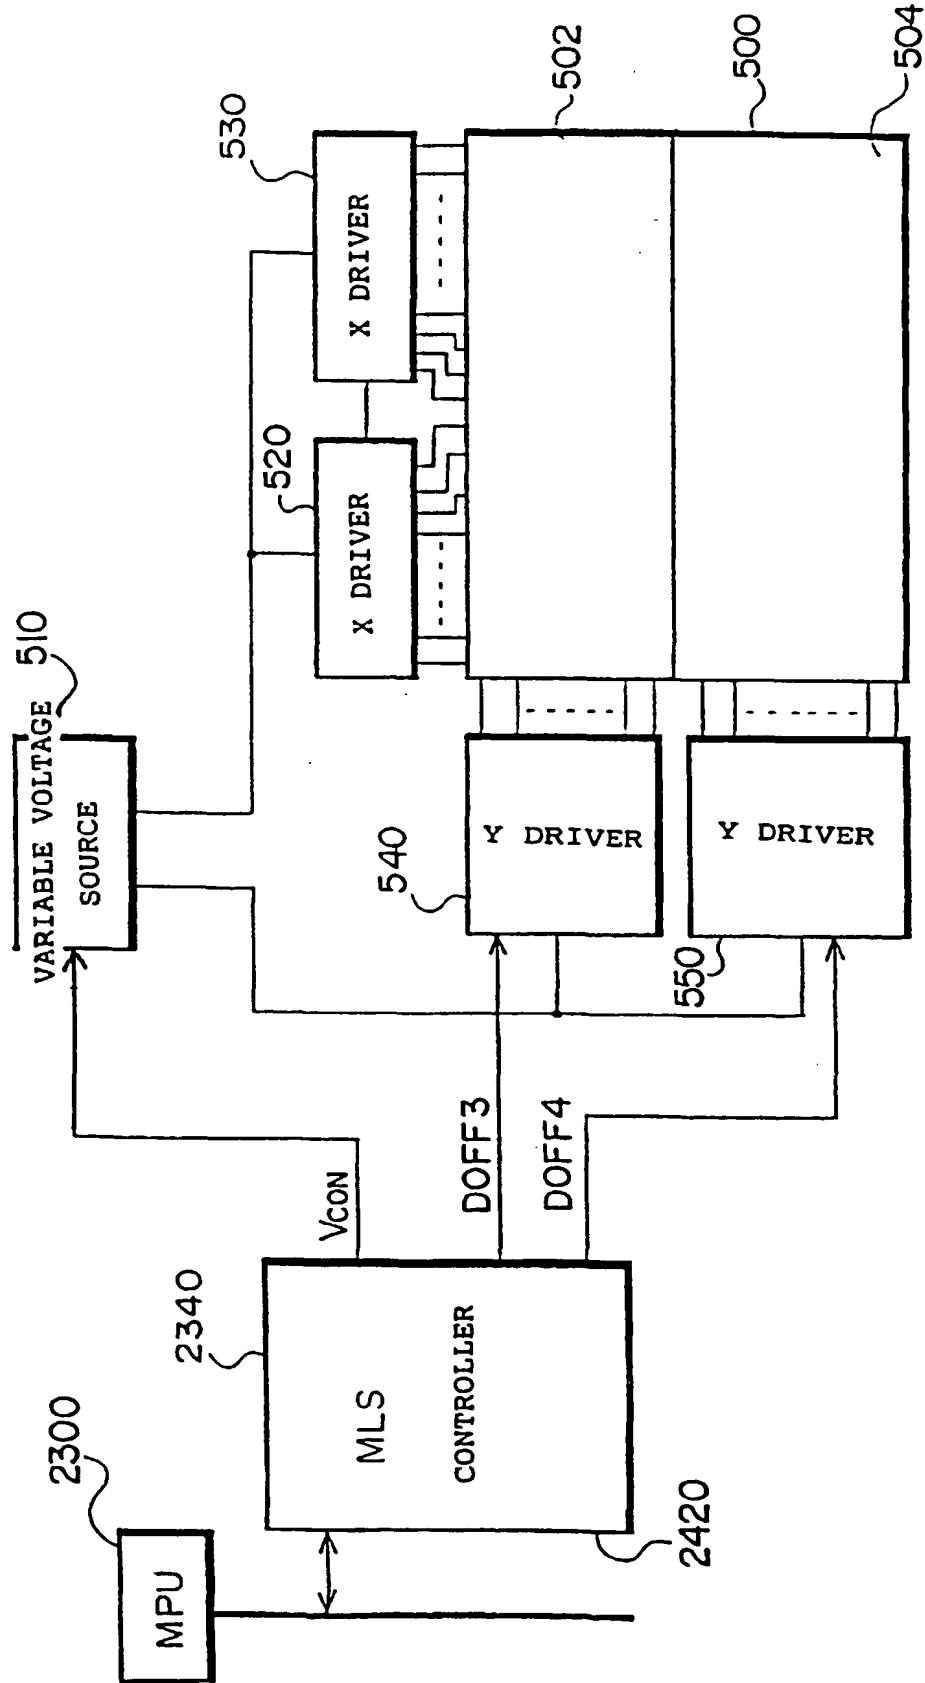 2300
MPU
2340
MLS
CONTROLLER
2420
VCON
DOFF3
DOFF4
VARIABLE VOLTAGE
SOURCE
510
540
Y DRIVER
550
Y DRIVER
520
X DRIVER
530
X DRIVER
502
500
504